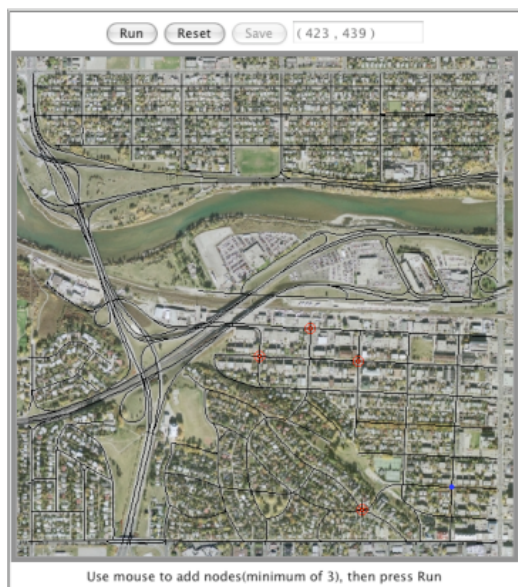 Run Reset Save ( 423 , 439 )
Use mouse to add nodes(minimum of 3), then press Run